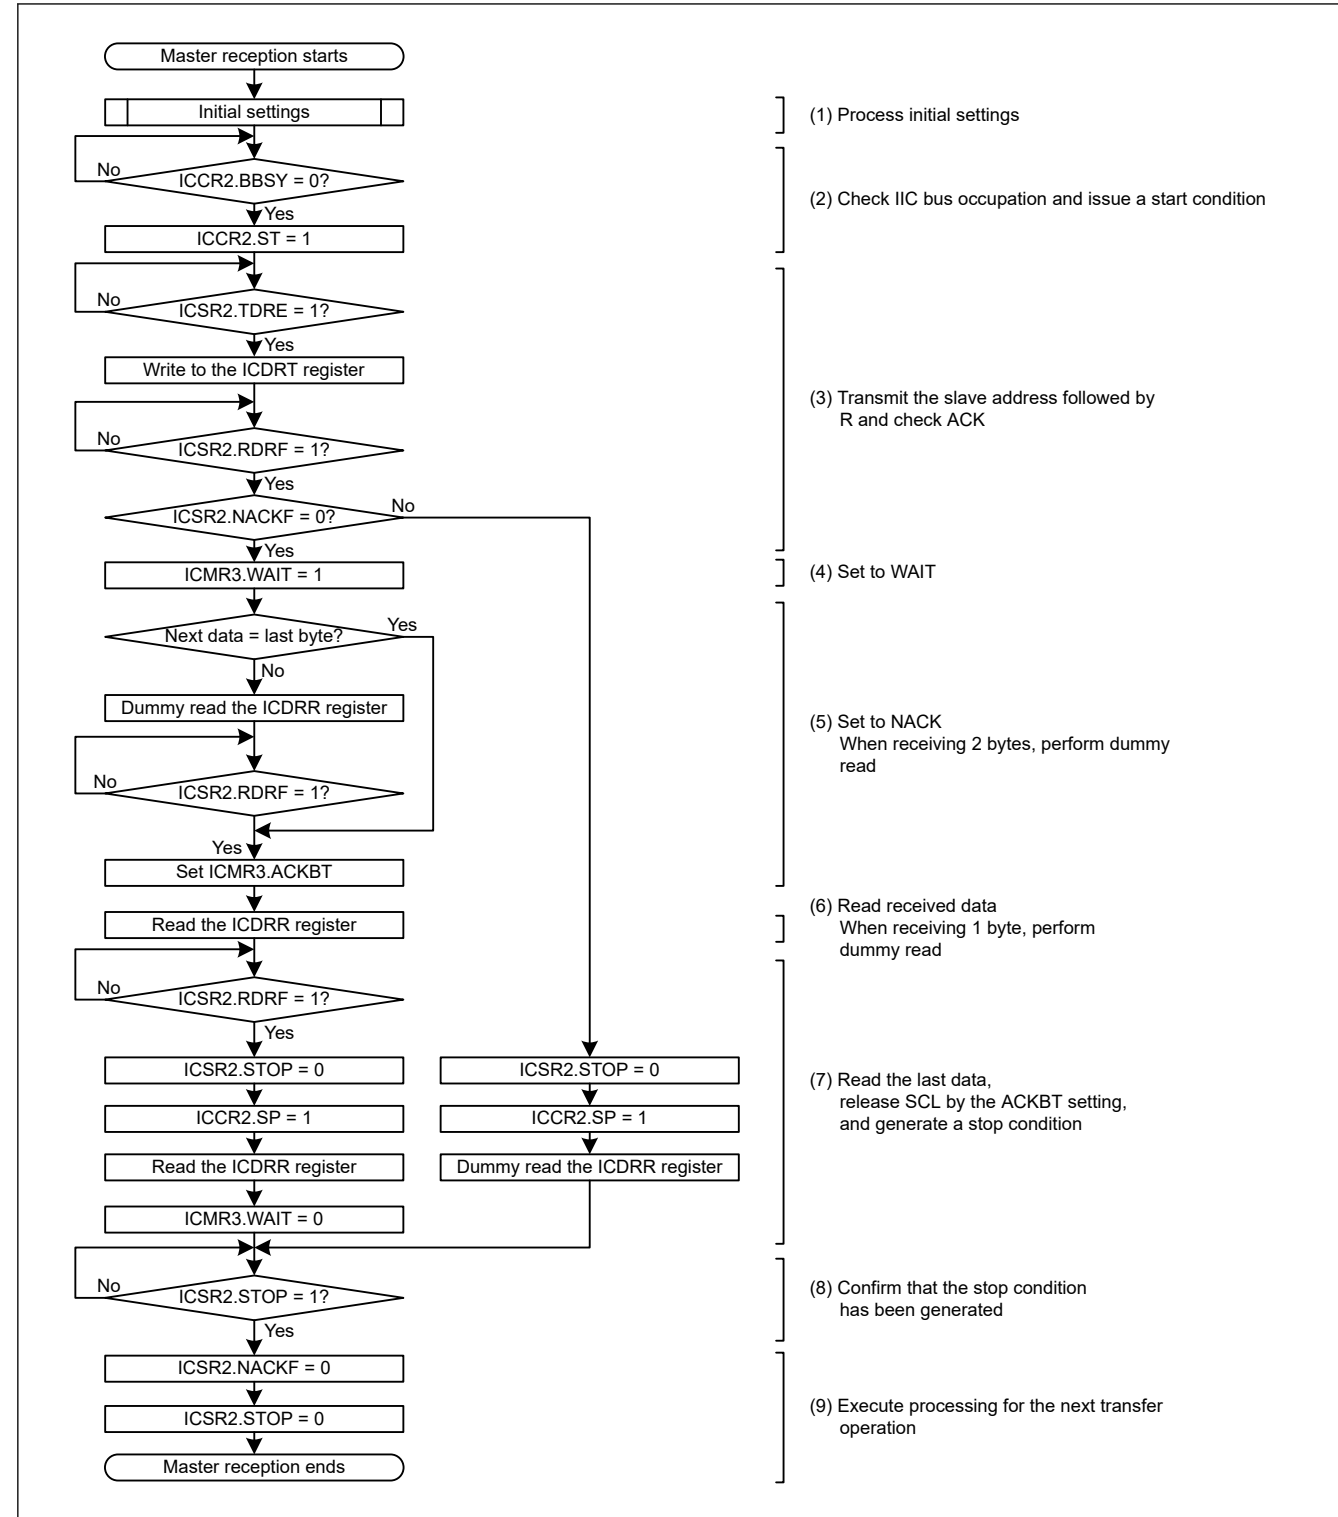 Master reception starts
Initial settings
(1) Process initial settings
No
ICCR2.BBSY = 0?
(2) Check IIC bus occupation and issue a start condition
Yes
ICCR2.ST = 1
No
ICSR2.TDRE = 1?
Yes
Write to the ICDRT register
(3) Transmit the slave address followed by
R and check ACK
No
ICSR2.RDRF = 1?
Yes
No
ICSR2.NACKF = 0?
Yes
ICMR3.WAIT = 1
(4) Set to WAIT
Yes
Next data = last byte?
No
Dummy read the ICDRR register
(5) Set to NACK
When receiving 2 bytes, perform dummy
read
No
ICSR2.RDRF = 1?
Yes
Set ICMR3.ACKBT
Read the ICDRR register
(6) Read received data
When receiving 1 byte, perform
dummy read
No
ICSR2.RDRF = 1?
Yes
ICSR2.STOP = 0
ICSR2.STOP = 0
(7) Read the last data,
release SCL by the ACKBT setting,
and generate a stop condition
ICCR2.SP = 1
ICCR2.SP = 1
Read the ICDRR register
Dummy read the ICDRR register
ICMR3.WAIT = 0
No
ICSR2.STOP = 1?
(8) Confirm that the stop condition
has been generated
Yes
ICSR2.NACKF = 0
ICSR2.STOP = 0
(9) Execute processing for the next transfer
operation
Master reception ends